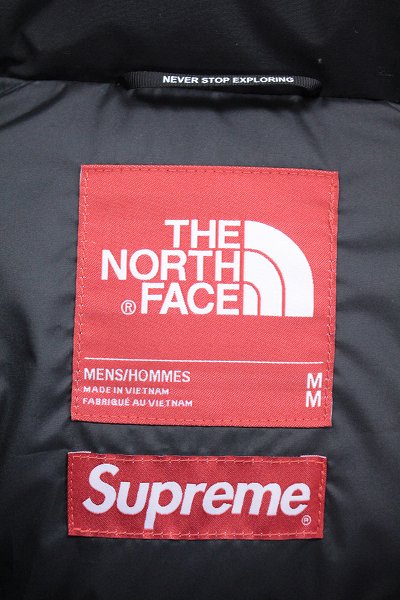 NEVER STOP EXPLORING
THE
NORTH
® FACE
MENS/HOMMES M
MADE IN VIETNAM
FABRIQUÉ AU VIETNAM M
Supreme®